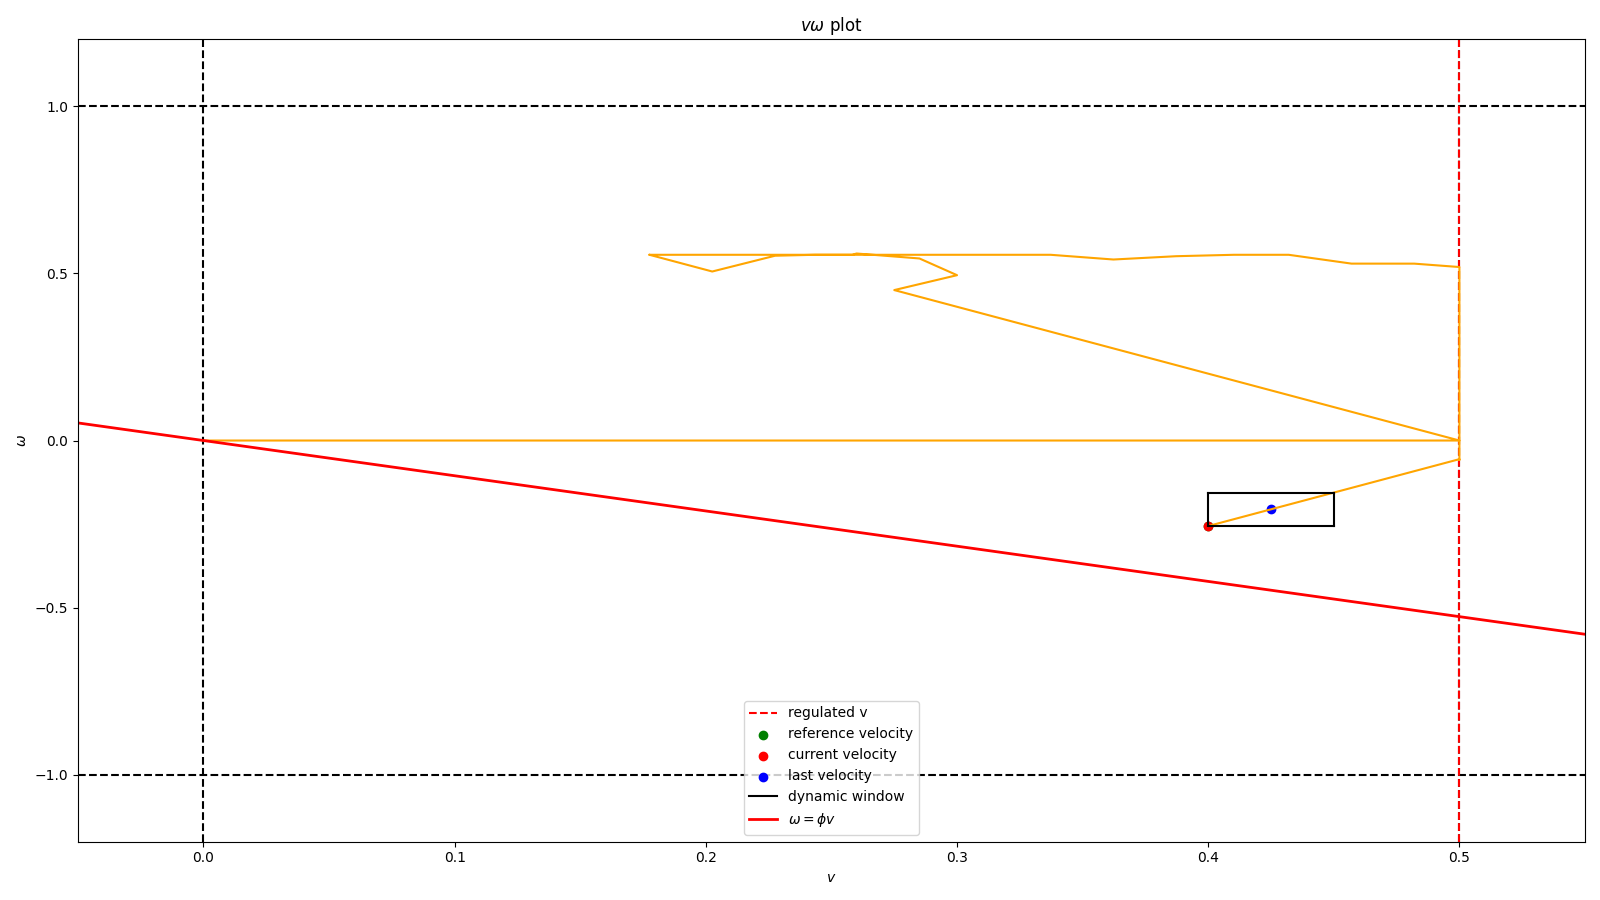 vω plot
1.0
0.5
0.0
−0.5
−1.0
ω
0.0 0.1 0.2 0.3 0.4 0.5
v
regulated v
reference velocity
current velocity
last velocity
dynamic window
ω = ϕv